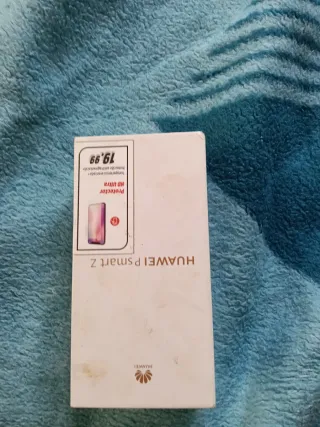 HUAWEI
HUAWEI P smart Z
Protector
HD Ultra
19,99